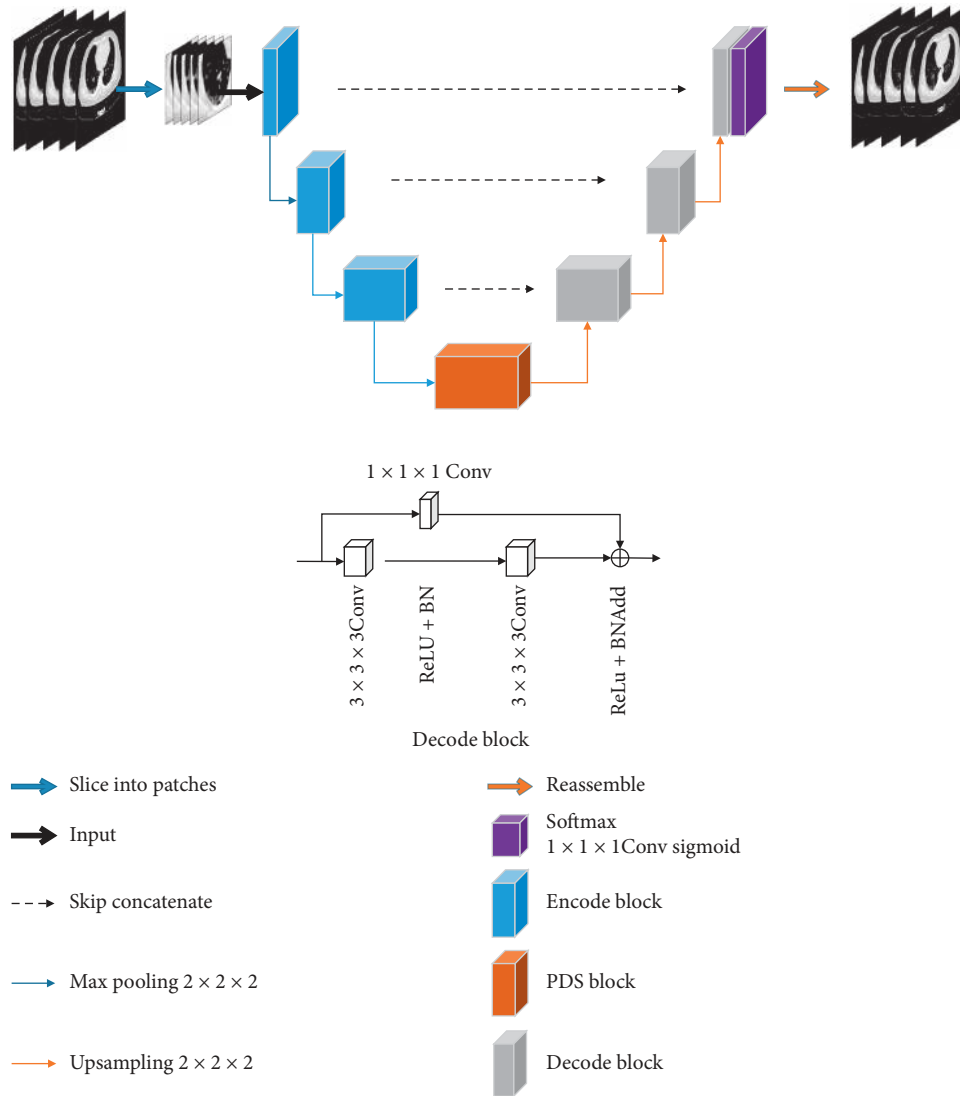 1 × 1 × 1 Conv
3 × 3 × 3Conv
ReLU + BN
3 × 3 × 3Conv
ReLu + BNAdd
Decode block
Slice into patches
Input
Skip concatenate
Max pooling 2 × 2 × 2
Upsampling 2 × 2 × 2
Reassemble
Softmax
1 × 1 × 1Conv sigmoid
Encode block
PDS block
Decode block